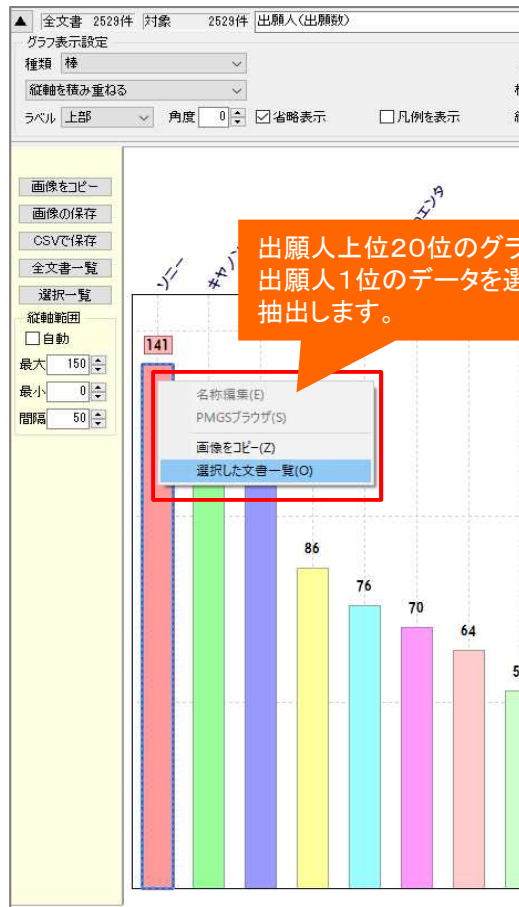 ▲ 全文書 2529件 対象 2529件 出願人(出願数)
グラフ表示設定
種類 棒
縦軸を積み重ねる
ラベル 上部 角度 0 省略表示 凡例を表示
画像をコピー
画像の保存
CSVで保存
全文書一覧
選択一覧
縦軸範囲
自動
最大 150
最小 0
間隔 50
ソニー
キヤノン
エンタ
出願人上位20位のグラ
出願人1位のデータを選
抽出します。
141
名称編集(E)
PMGSブラウザ(S)
画像をコピー(Z)
選択した文書一覧(O)
86
76
70
64
5